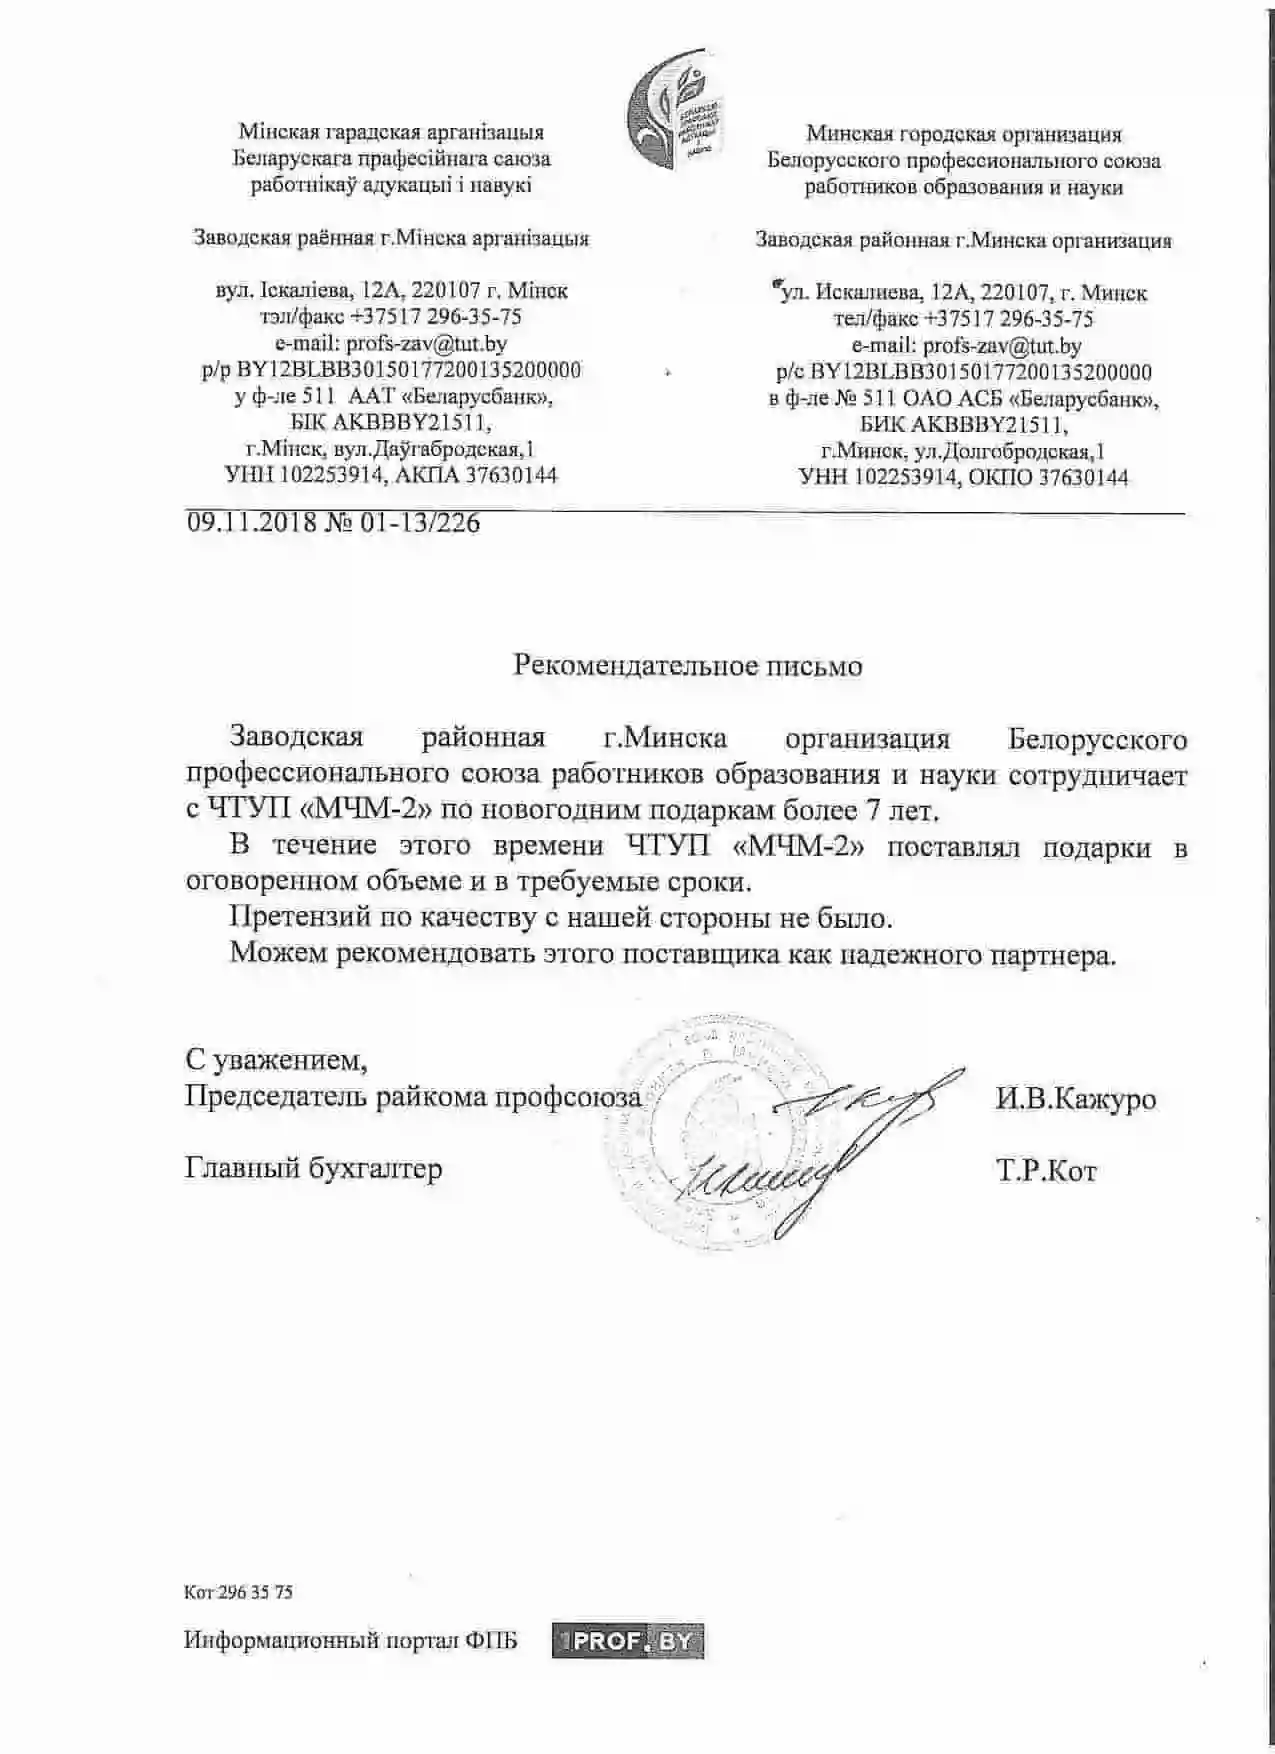 Мінская гарадская арганізацыя
Беларускага прафесійнага саюза
работнікаў адукацыі і навукі
Заводская раённая г.Мінска арганізацыя
вул. Іскаліева, 12А, 220107 г. Мінск
тэл/факс +37517 296-35-75
e-mail: profs-zav@tut.by
р/р BY12BLBB30150177200135200000
у ф-ле 511 ААТ «Беларусбанк»,
БІК AKBBBY21511,
г.Мінск, вул.Даўгабродская,1
УНН 102253914, АКПА 37630144
Минская городская организация
Белорусского профессионального союза
работников образования и науки
Заводская районная г.Минска организация
ул. Искалиева, 12А, 220107, г. Минск
тел/факс +37517 296-35-75
e-mail: profs-zav@tut.by
р/с BY12BLBB30150177200135200000
в ф-ле № 511 ОАО АСБ «Беларусбанк»,
БИК AKBBBY21511,
г.Минск, ул.Долгобродская,1
УНН 102253914, ОКПО 37630144
09.11.2018 № 01-13/226
Рекомендательное письмо
Заводская районная г.Минска организация Белорусского
профессионального союза работников образования и науки сотрудничает
с ЧТУП «МЧМ-2» по новогодним подаркам более 7 лет.
В течение этого времени ЧТУП «МЧМ-2» поставлял подарки в
оговоренном объеме и в требуемые сроки.
Претензий по качеству с нашей стороны не было.
Можем рекомендовать этого поставщика как надежного партнера.
С уважением,
Председатель райкома профсоюза И.В.Кажуро
Главный бухгалтер Т.Р.Кот
Кот 296 35 75
Информационный портал ФПБ 1PROF.BY